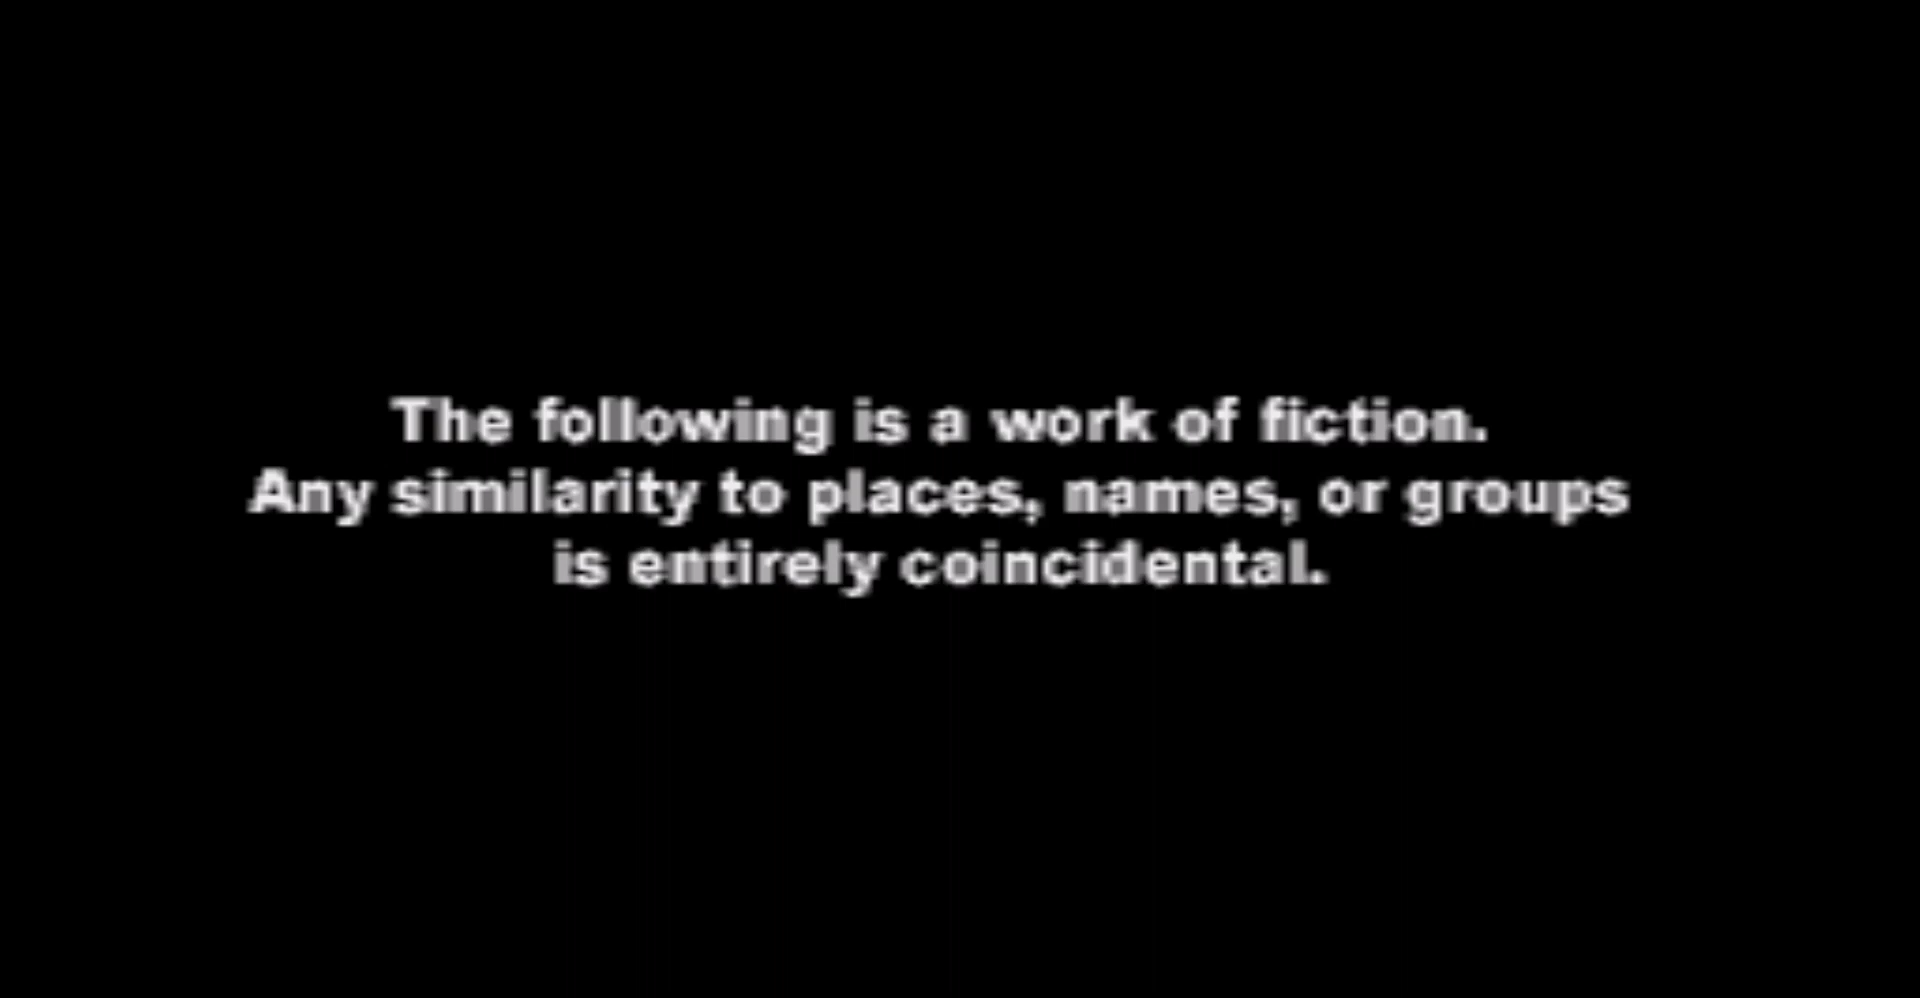 The following is a work of fiction.
Any similarity to places, names, or groups
is entirely coincidental.